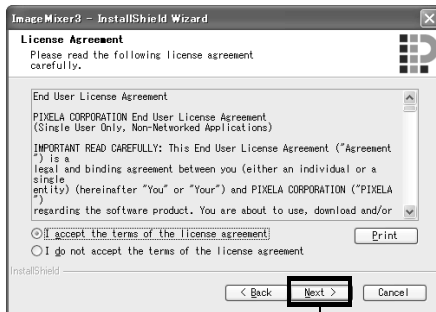 ImageMixer3 - InstallShield Wizard
License Agreement
Please read the following license agreement
carefully.
End User License Agreement
PIXELA CORPORATION End User License Agreement
(Single User Only, Non-Networked Applications)
IMPORTANT READ CAREFULLY: This End User License Agreement ("Agreement
") is a
legal and binding agreement between you (either an individual or a
single
entity) (hereinafter "You" or "Your") and PIXELA CORPORATION ("PIXELA
")
regarding the software product. You are about to use, download and/or
I accept the terms of the license agreement
Print
I do not accept the terms of the license agreement
InstallShield
< Back
Next >
Cancel